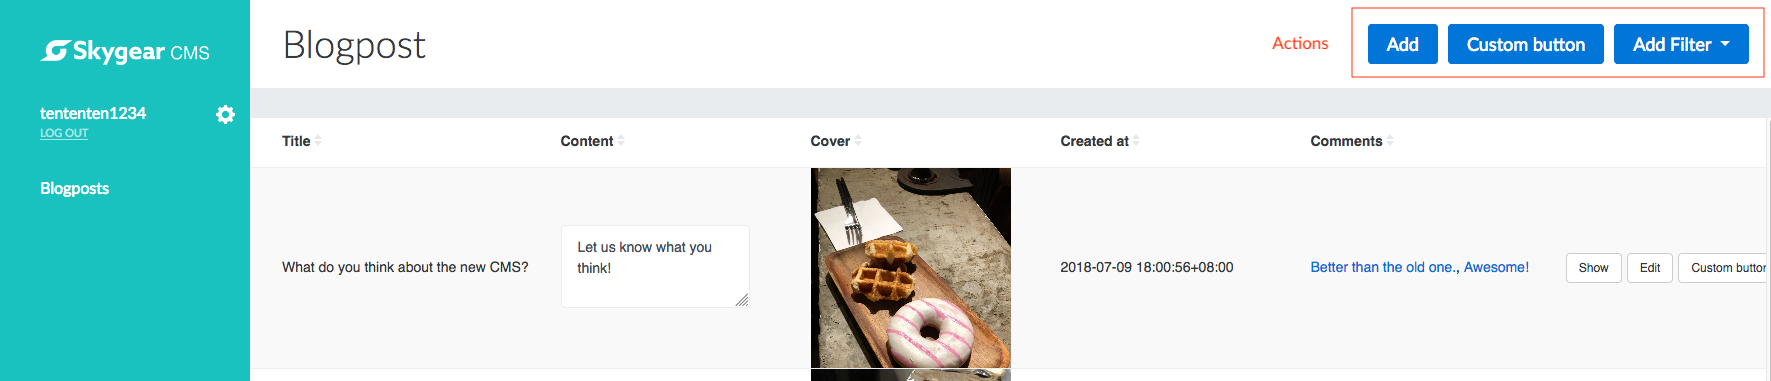 Skygear CMS
tententen1234
LOG OUT
Blogposts
Blogpost
Actions
Add
Custom button
Add Filter
Title
Content
Cover
Created at
Comments
What do you think about the new CMS?
Let us know what you
think!
2018-07-09 18:00:56+08:00
Better than the old one., Awesome!
Show
Edit
Custom button